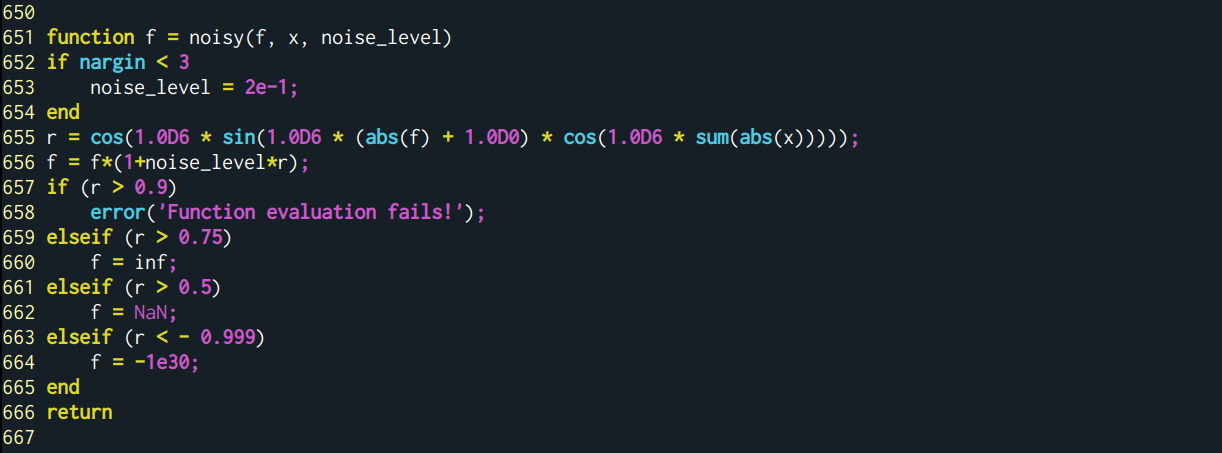 650
651 function f = noisy(f, x, noise_level)
652 if nargin < 3
653     noise_level = 2e-1;
654 end
655 r = cos(1.0D6 * sin(1.0D6 * (abs(f) + 1.0D0) * cos(1.0D6 * sum(abs(x)))));
656 f = f*(1+noise_level*r);
657 if (r > 0.9)
658     error('Function evaluation fails!');
659 elseif (r > 0.75)
660     f = inf;
661 elseif (r > 0.5)
662     f = NaN;
663 elseif (r < - 0.999)
664     f = -1e30;
665 end
666 return
667